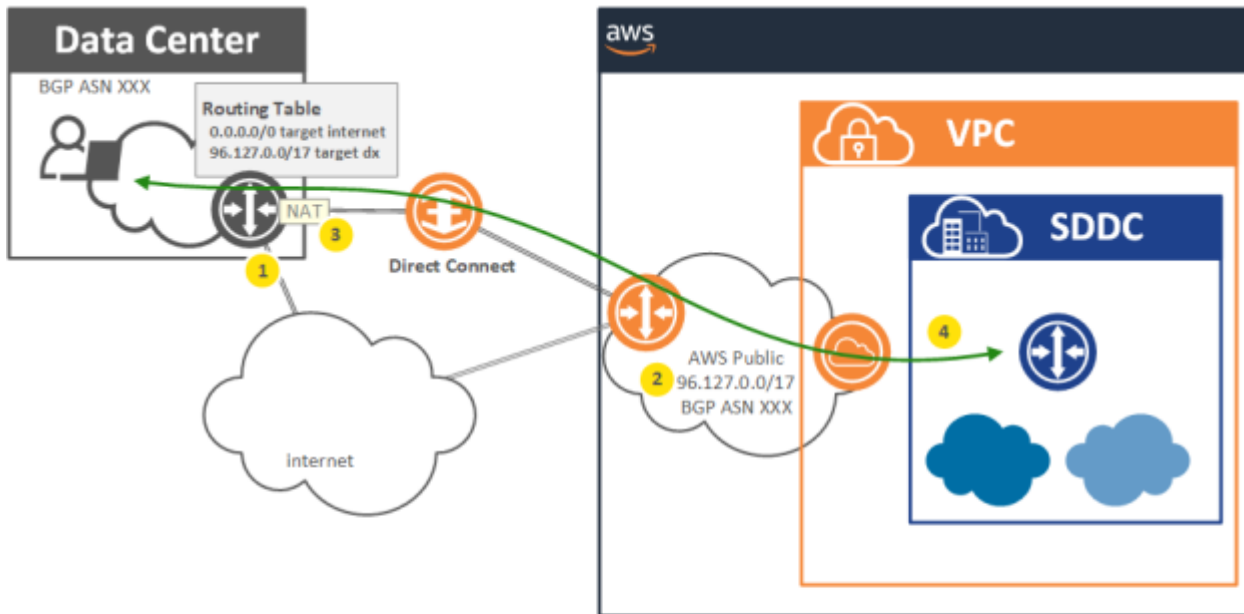 Data Center
BGP ASN XXX
Routing Table
0.0.0.0/0 target internet
96.127.0.0/17 target dx
NAT
3
1
Direct Connect
internet
aws
VPC
SDDC
4
2
AWS Public
96.127.0.0/17
BGP ASN XXX